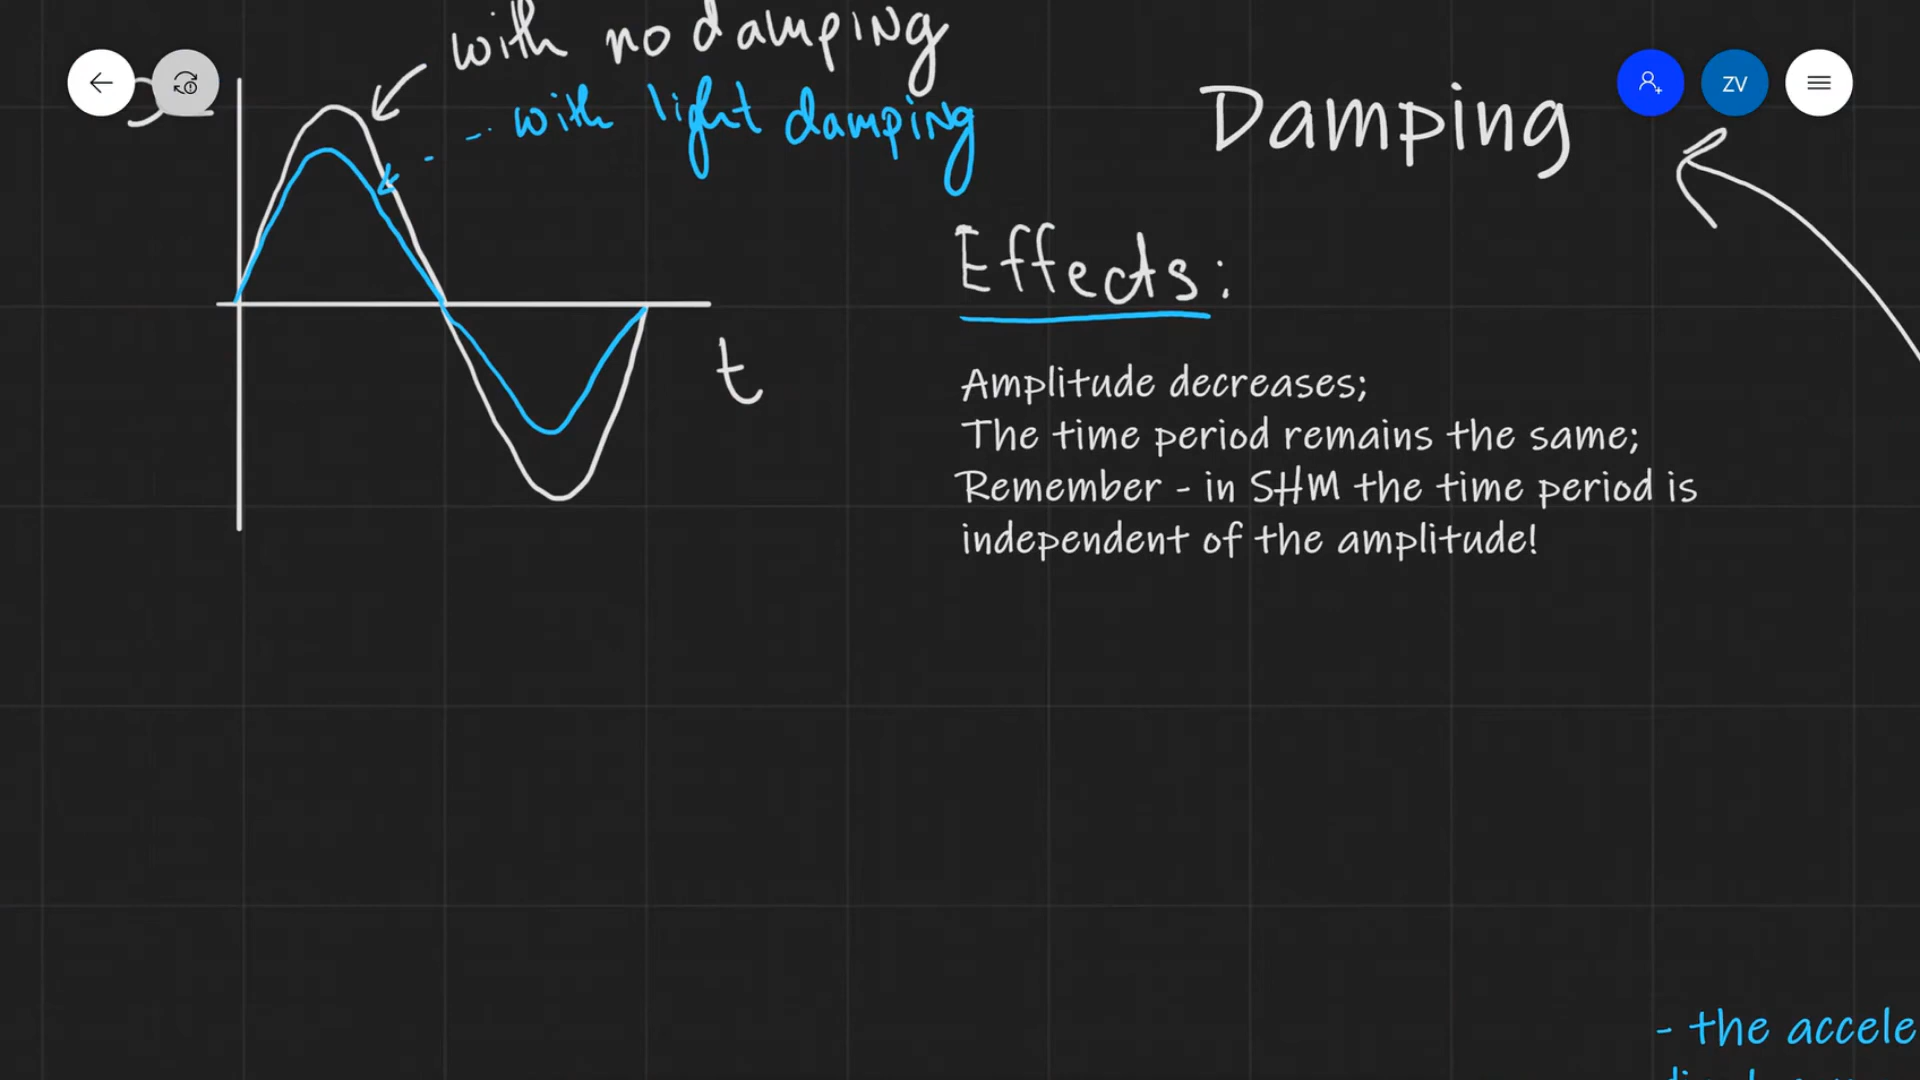 with no damping
with light damping
Damping
ZV
t
Effects:
Amplitude decreases;
The time period remains the same;
Remember - in SHM the time period is
independent of the amplitude!
- the accele